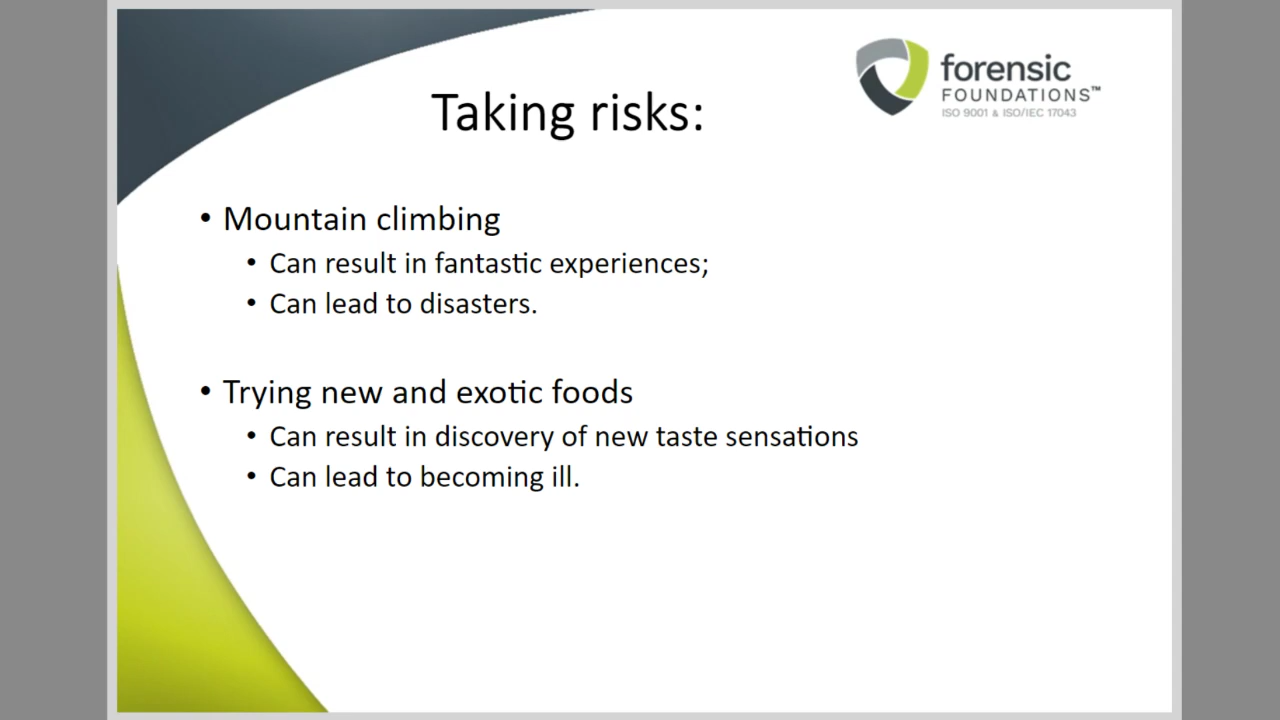 forensic
FOUNDATIONS™
ISO 9001 & ISO/IEC 17043
Taking risks:
• Mountain climbing
• Can result in fantastic experiences;
• Can lead to disasters.
• Trying new and exotic foods
• Can result in discovery of new taste sensations
• Can lead to becoming ill.